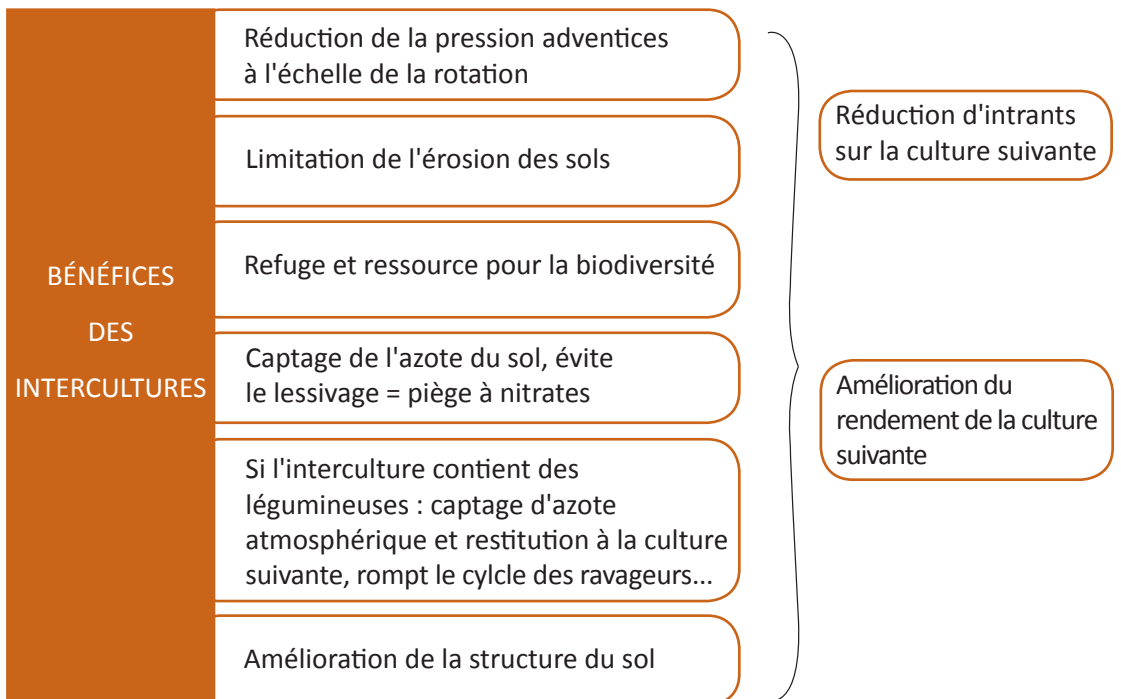 BÉNÉFICES
DES
INTERCULTURES
Réduction de la pression adventices
à l'échelle de la rotation
Limitation de l'érosion des sols
Refuge et ressource pour la biodiversité
Captage de l'azote du sol, évite
le lessivage = piège à nitrates
Si l'interculture contient des
légumineuses : captage d'azote
atmosphérique et restitution à la culture
suivante, rompt le cylcle des ravageurs...
Amélioration de la structure du sol
Réduction d'intrants
sur la culture suivante
Amélioration du
rendement de la culture
suivante